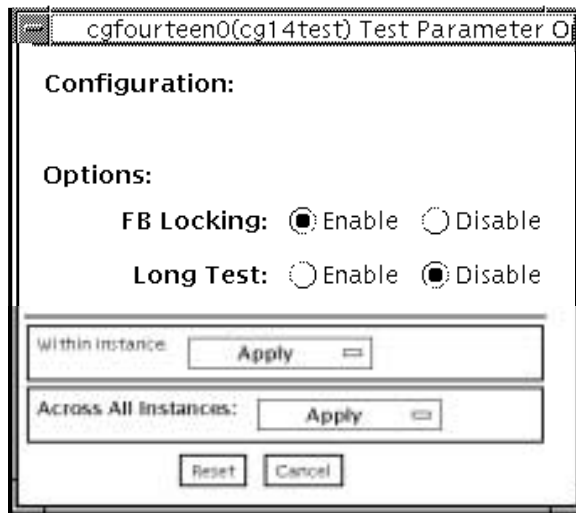 cgfourteen0(cg14test) Test Parameter O
Configuration:
Options:
FB Locking: Enable Disable
Long Test: Enable Disable
Within instance Apply
Across All Instances: Apply
Reset Cancel